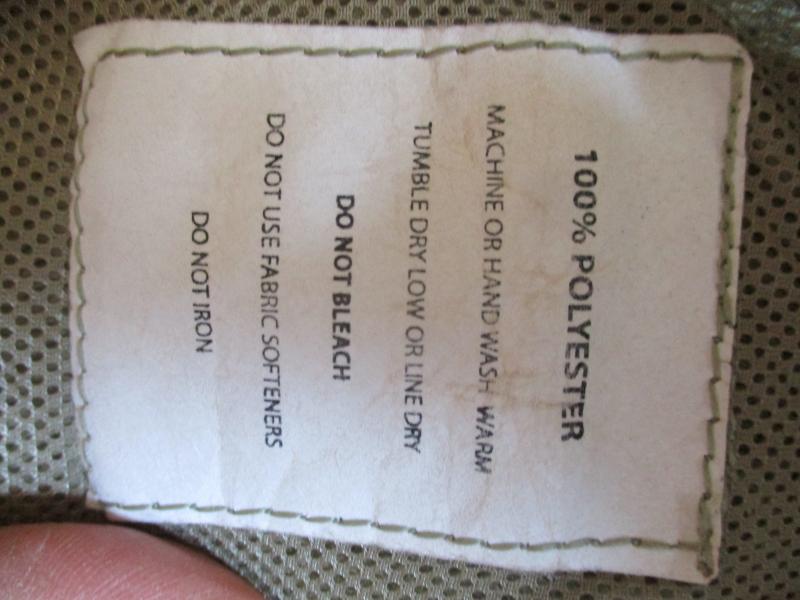 100% POLYESTER
MACHINE OR HAND WASH WARM
TUMBLE DRY LOW OR LINE DRY
DO NOT BLEACH
DO NOT USE FABRIC SOFTENERS
DO NOT IRON